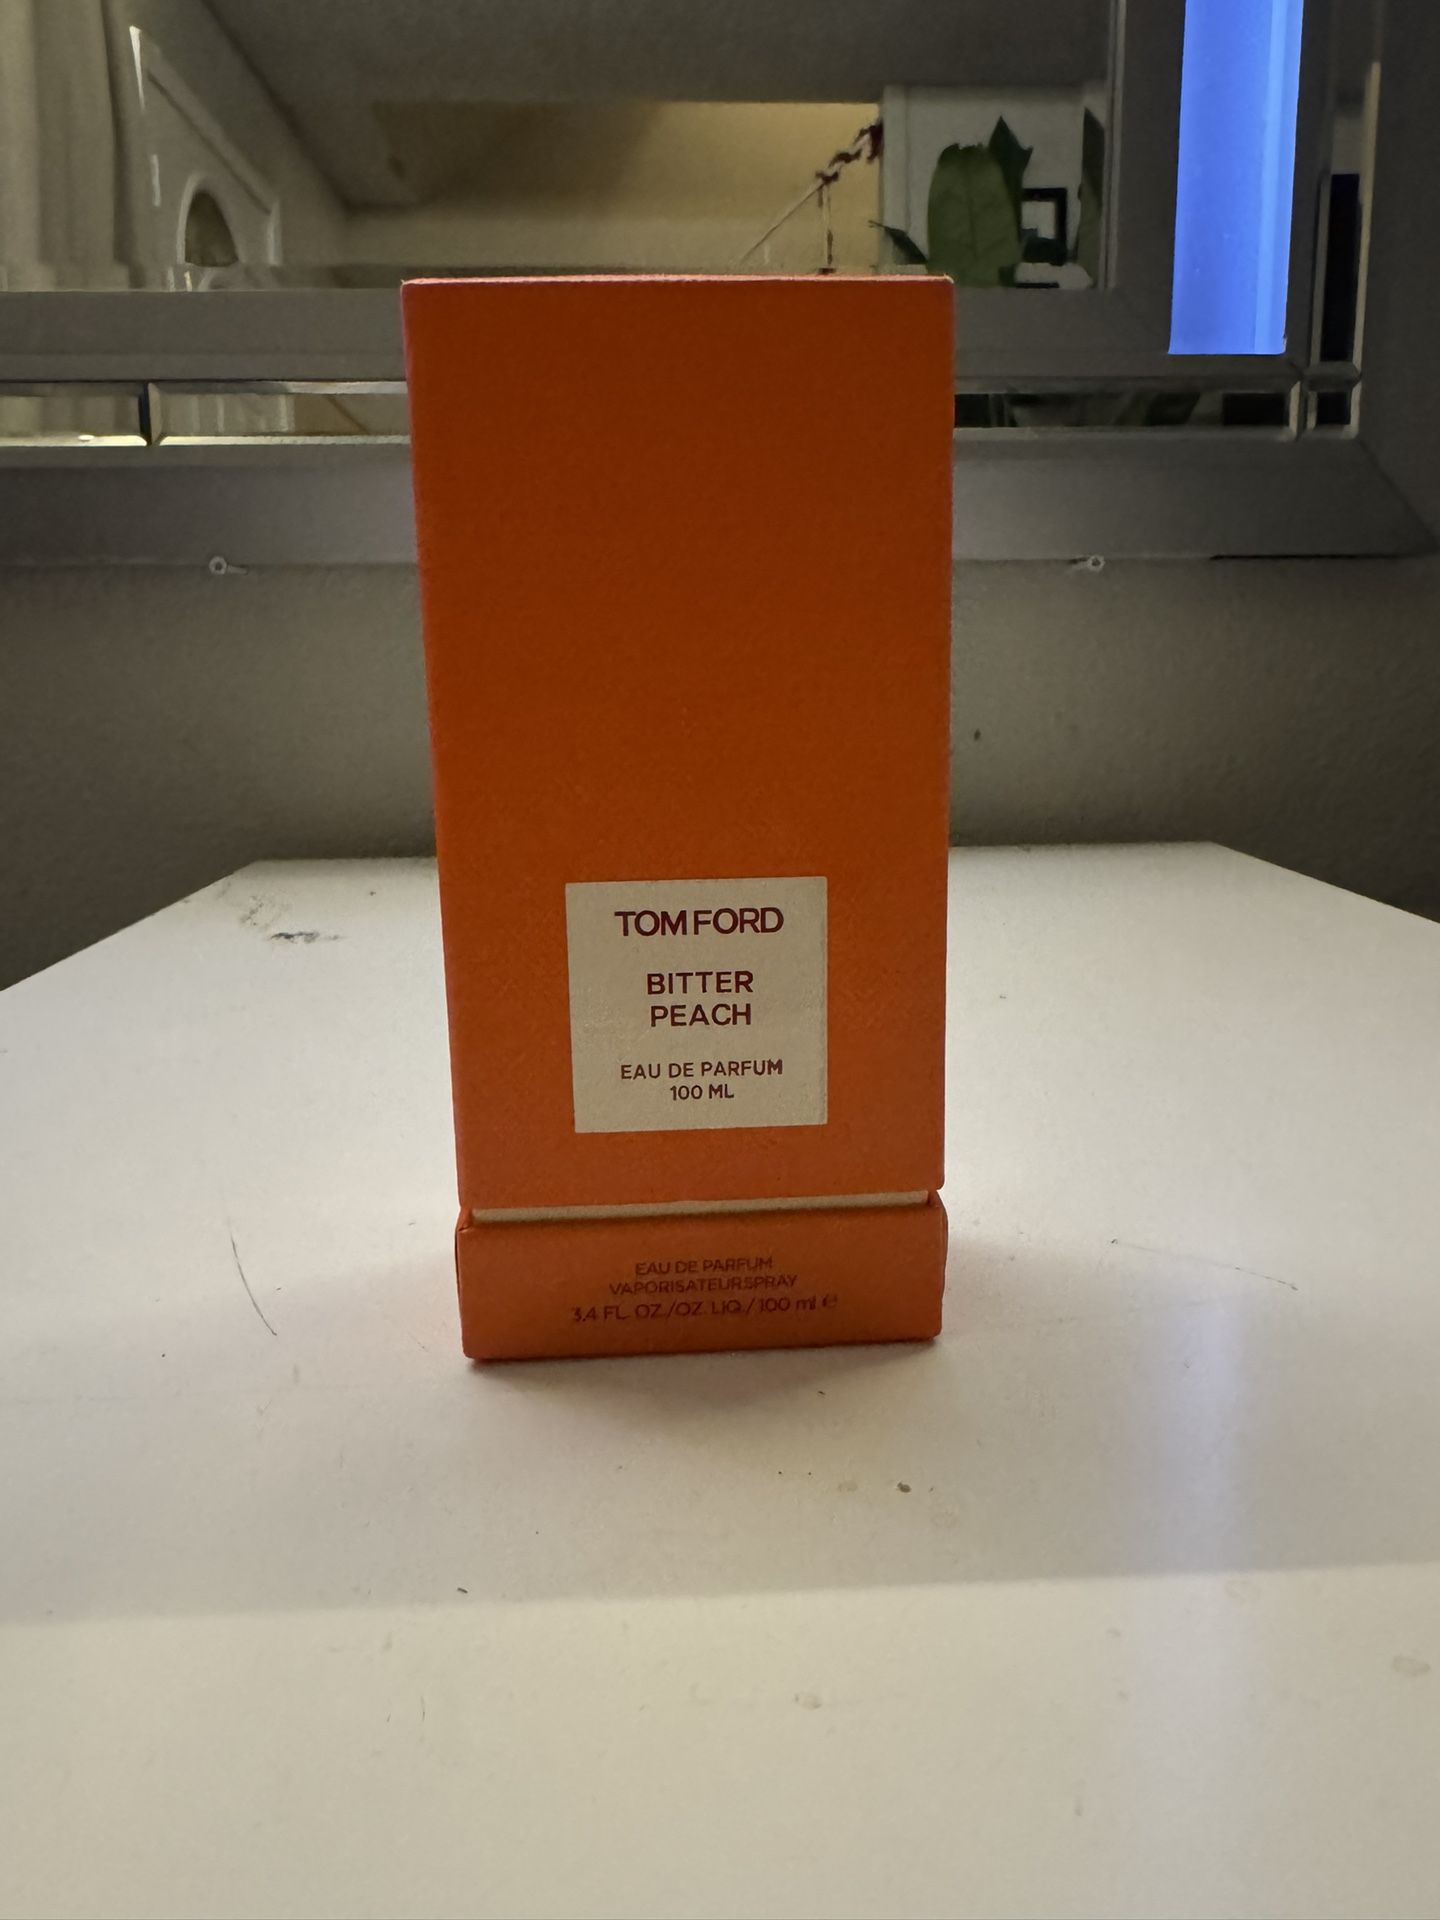 TOM FORD
BITTER
PEACH
EAU DE PARFUM
100 ML
EAU DE PARFUM
VAPORISATEUR SPRAY
3.4 FL. OZ./OZ. LIQ./100 ml ℮